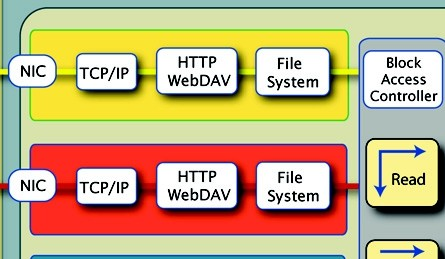 NIC
TCP/IP
HTTP
WebDAV
File
System
Block
Access
Controller
NIC
TCP/IP
HTTP
WebDAV
File
System
Read